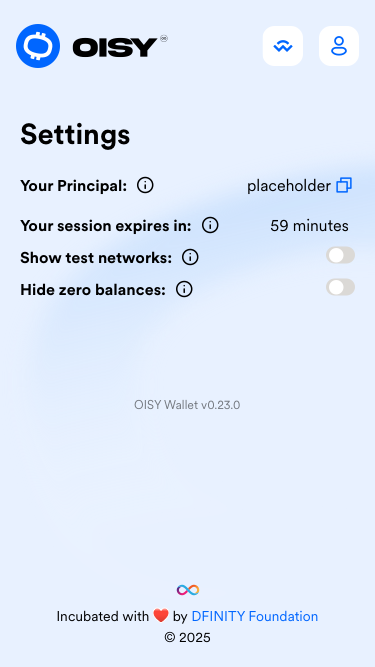 OISY
Settings
Your Principal: placeholder
Your session expires in: 59 minutes
Show test networks:
Hide zero balances:
OISY Wallet v0.23.0
Incubated with ❤️ by DFINITY Foundation
© 2025